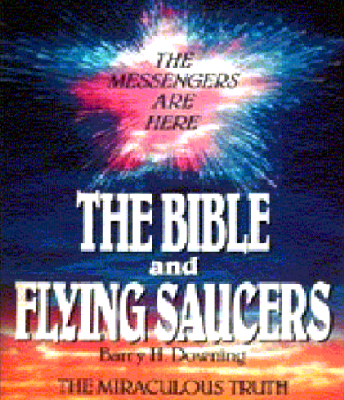 THE
MESSENGERS
ARE
HERE
THE BIBLE
and
FLYING SAUCERS
Barry H. Downing
THE MIRACULOUS TRUTH